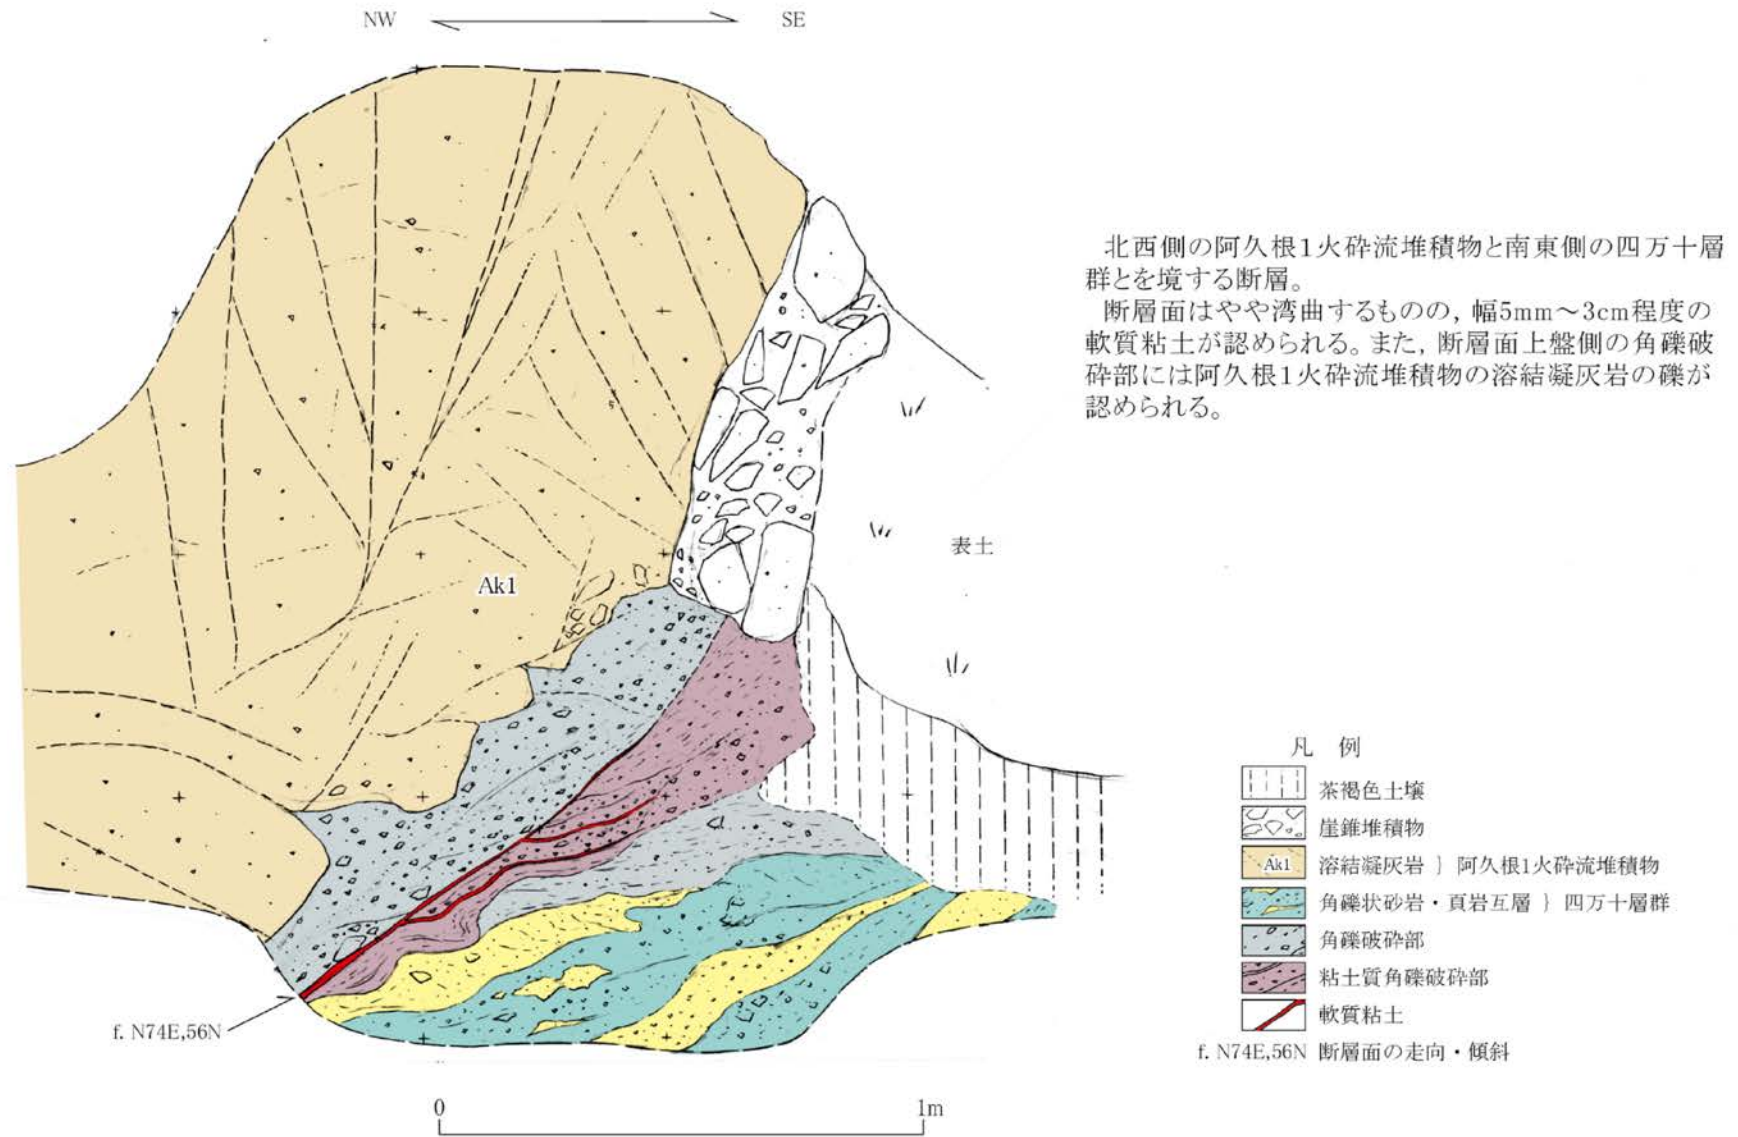 NW SE
北西側の阿久根1火砕流堆積物と南東側の四万十層
群とを境する断層。
断層面はやや湾曲するものの,幅5mm~3cm程度の
軟質粘土が認められる。また,断層面上盤側の角礫破
砕部には阿久根1火砕流堆積物の溶結凝灰岩の礫が
認められる。
表土
Ak1
f. N74E,56N
凡 例
茶褐色土壌
崖錐堆積物
Ak1 溶結凝灰岩 } 阿久根1火砕流堆積物
角礫状砂岩・頁岩互層 } 四万十層群
角礫破砕部
粘土質角礫破砕部
軟質粘土
f. N74E,56N 断層面の走向・傾斜
0 1m